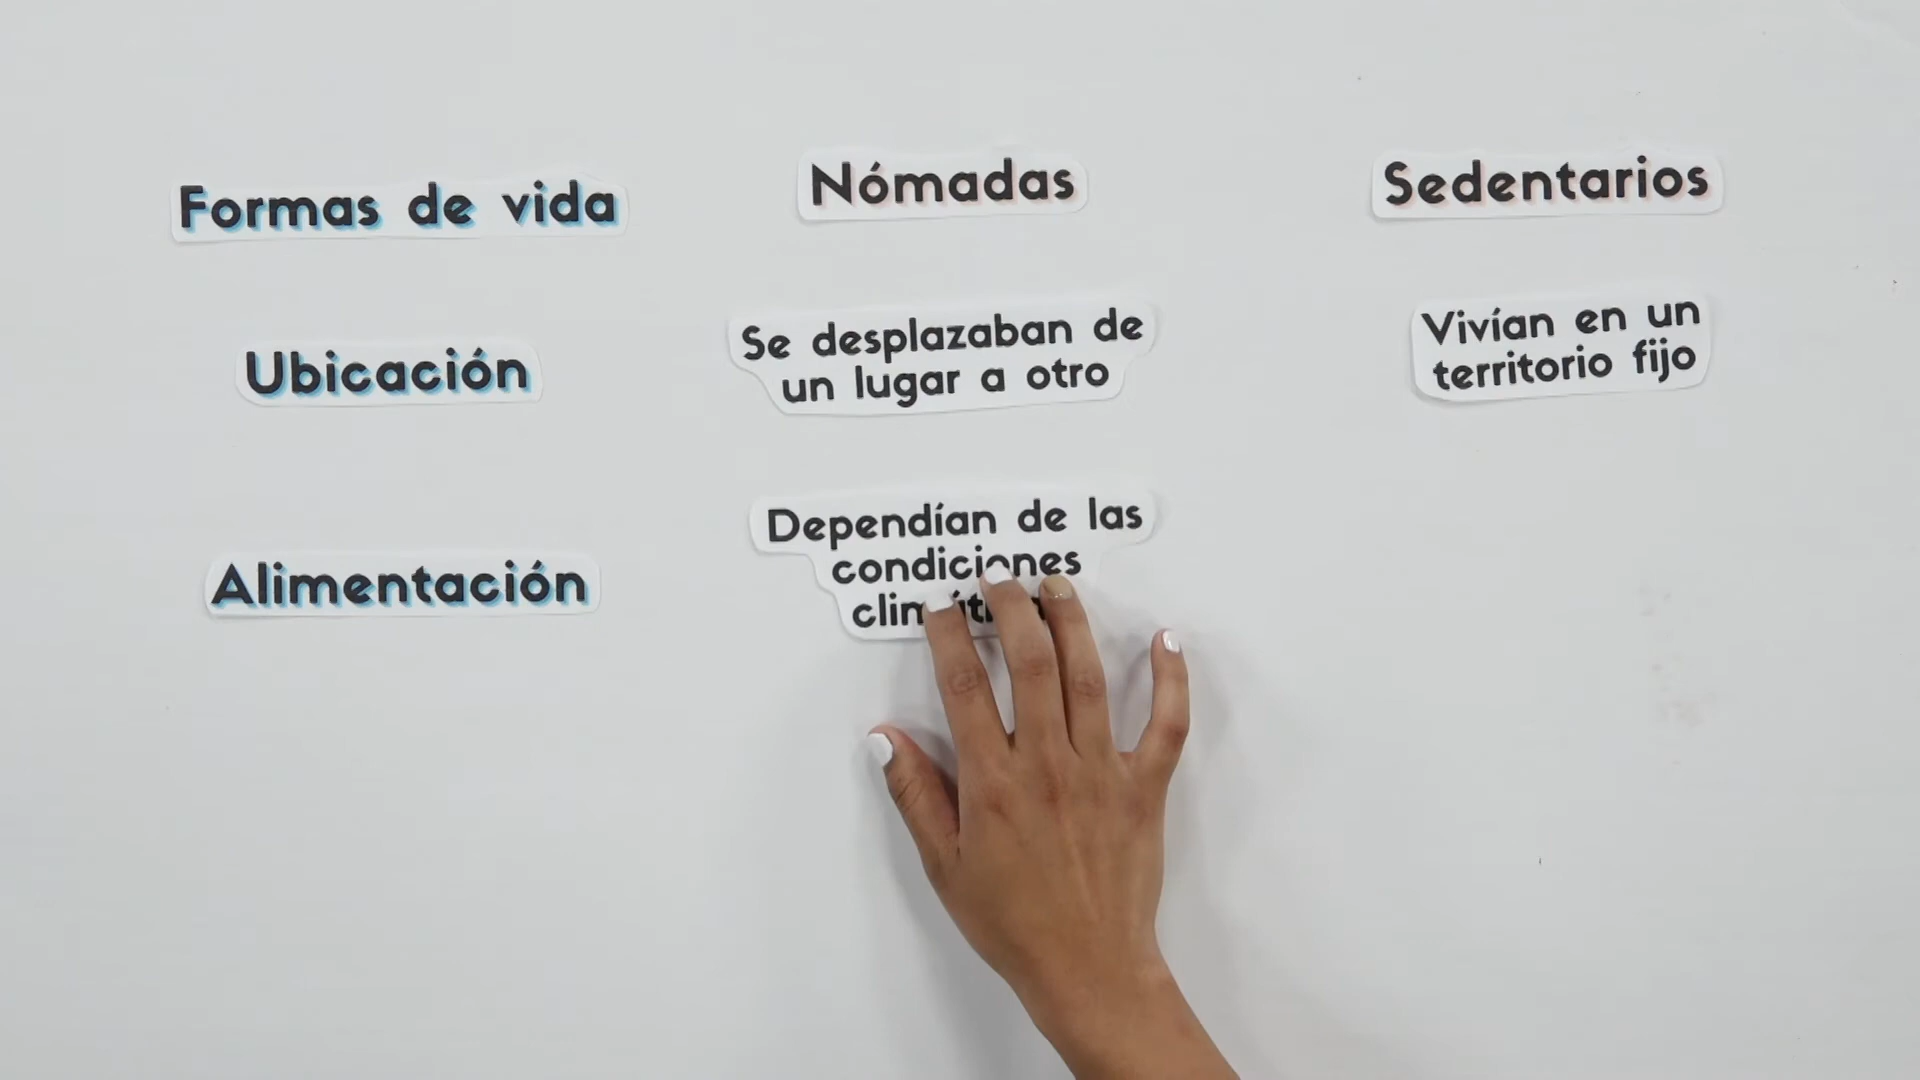 Formas de vida
Nómadas
Sedentarios
Ubicación
Se desplazaban de
un lugar a otro
Vivían en un
territorio fijo
Alimentación
Dependían de las
condiciones